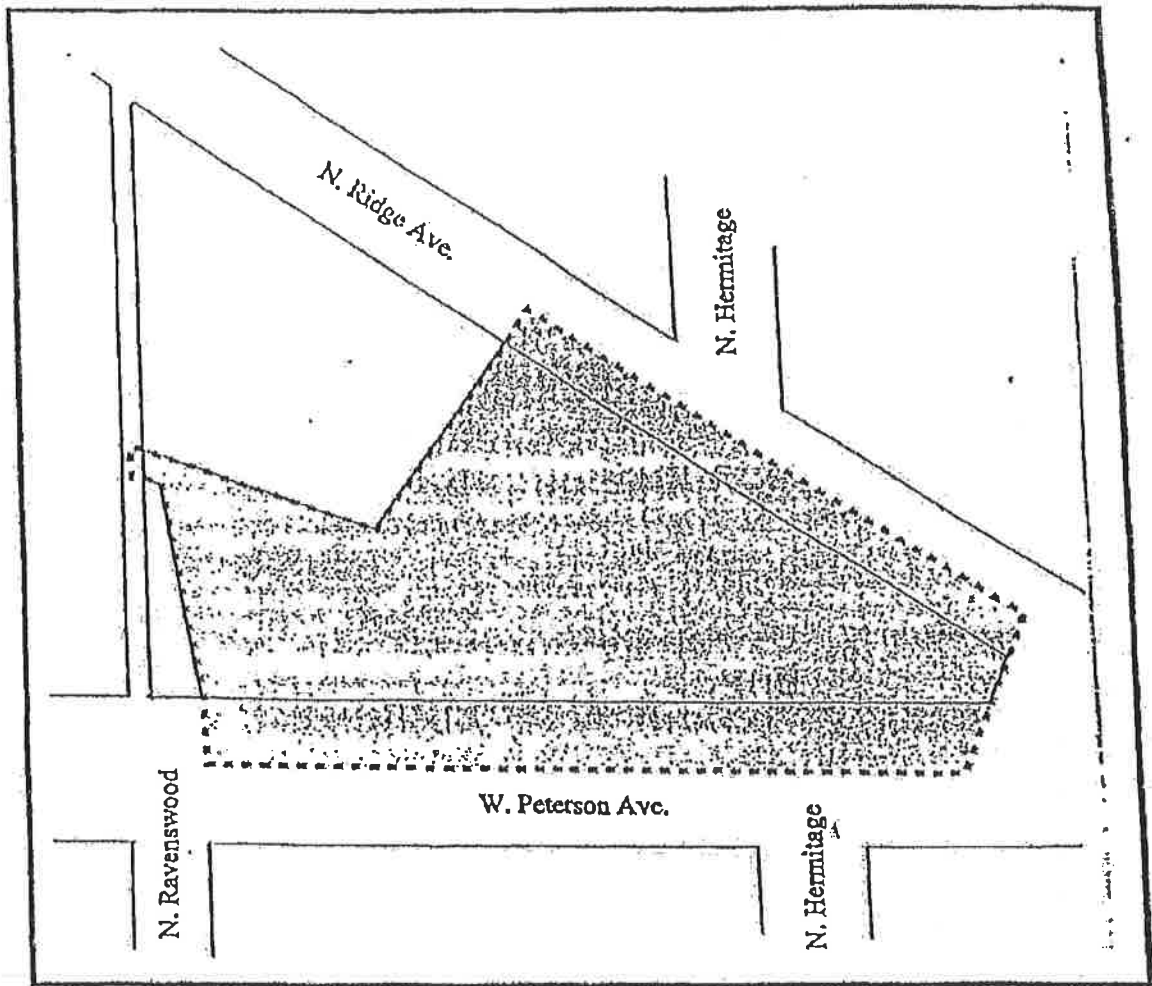 N. Ridge Ave.
N. Hermitage
W. Peterson Ave.
N. Ravenswood
N. Hermitage